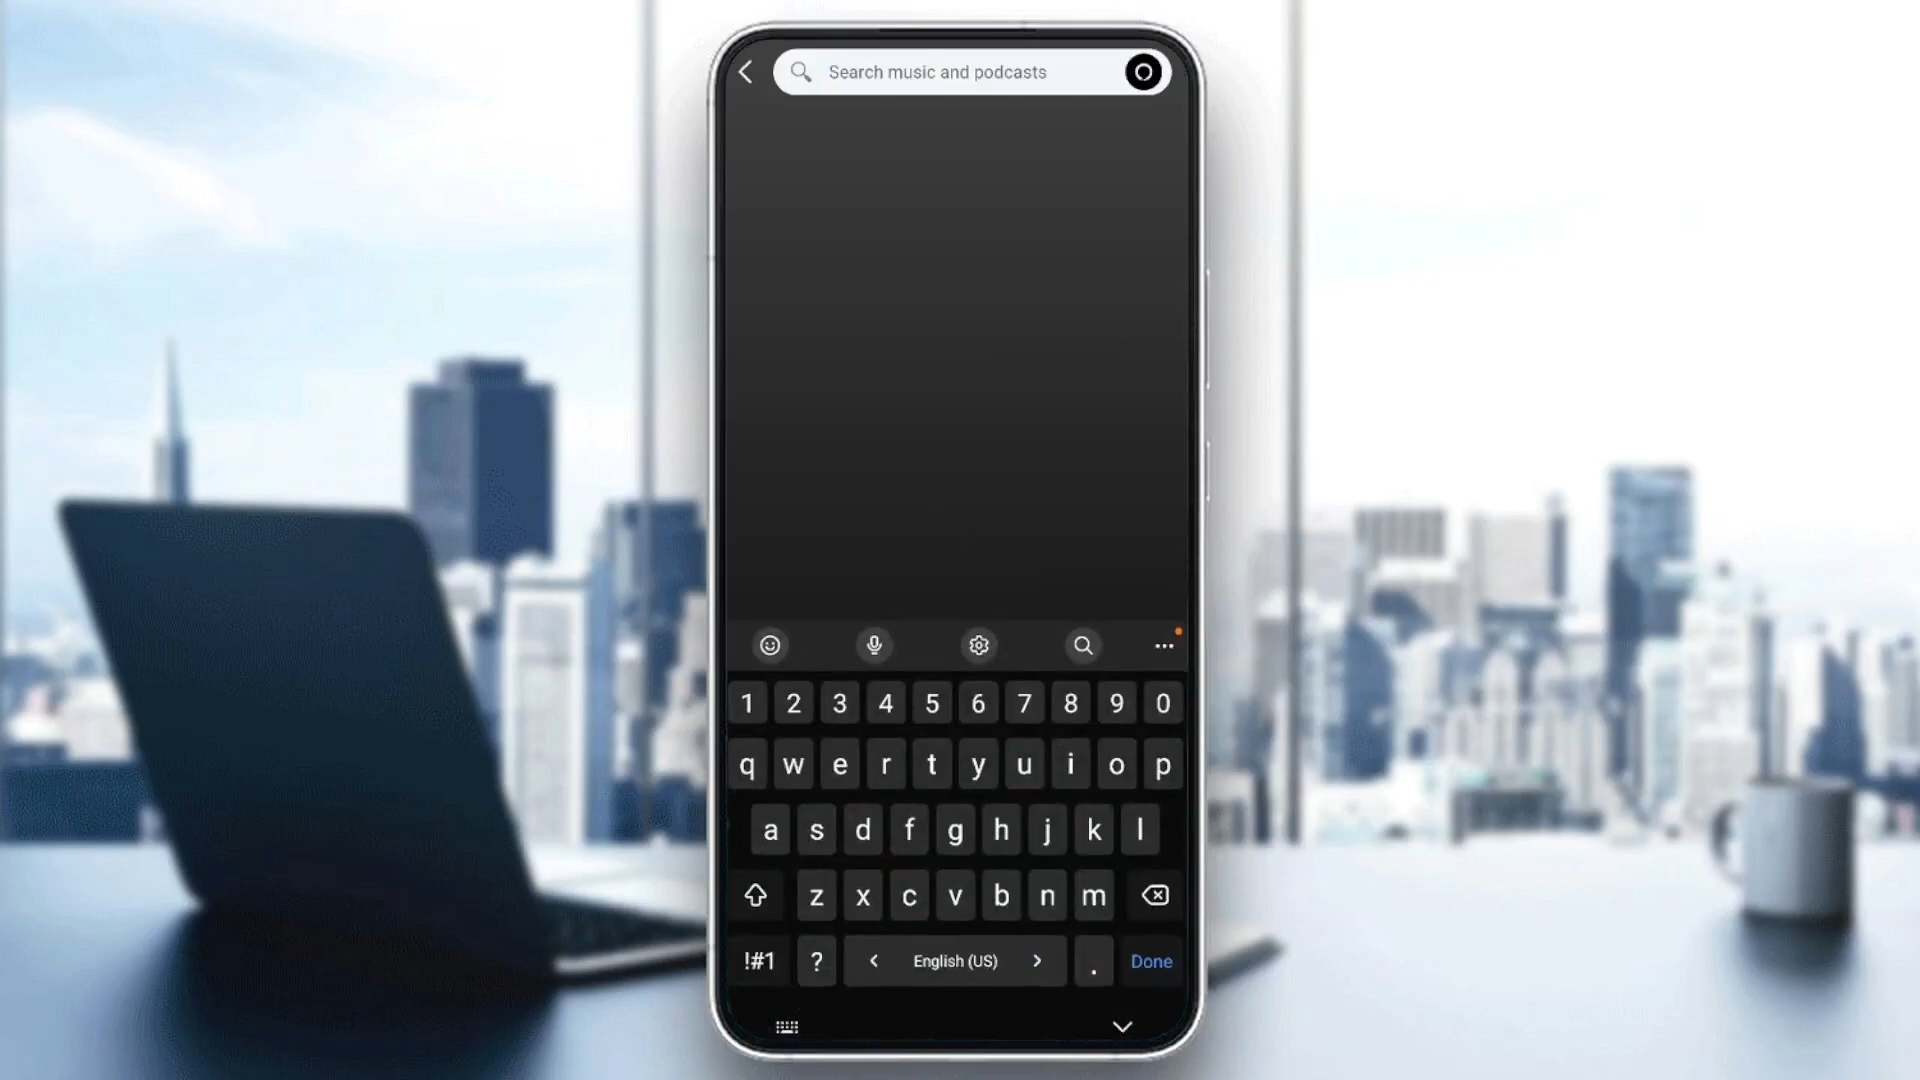 Search music and podcasts
1 2 3 4 5 6 7 8 9 0
q w e r t y u i o p
a s d f g h j k l
z x c v b n m
!#1 ? < English (US) > . Done